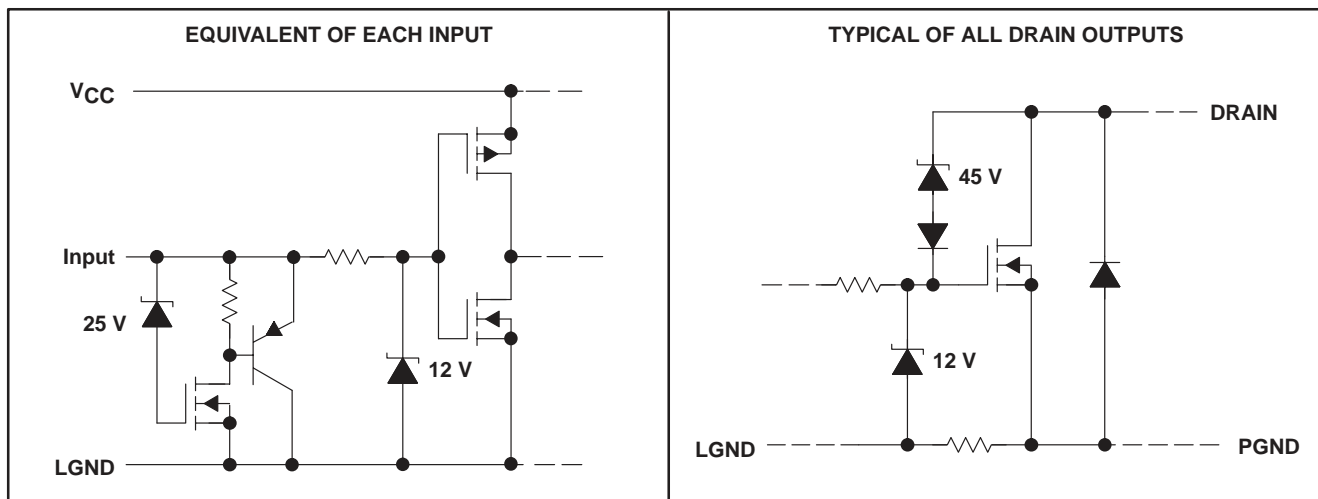 EQUIVALENT OF EACH INPUT
VCC
Input
25 V
12 V
LGND
TYPICAL OF ALL DRAIN OUTPUTS
DRAIN
45 V
12 V
LGND
PGND